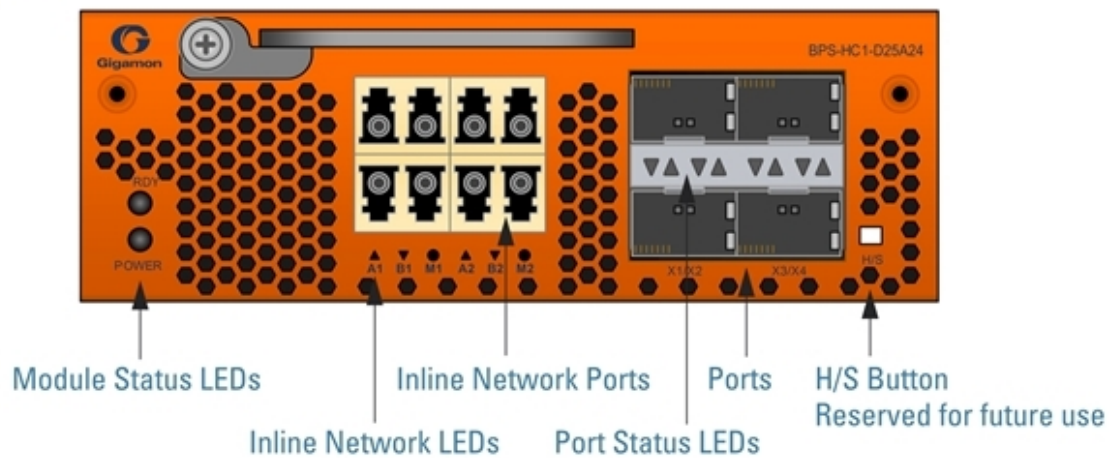 Gigamon
BPS-HC1-D25A24
RDY
POWER
A1 B1 M1 A2 B2 M2
X1/X2
X3/X4
H/S
Module Status LEDs
Inline Network Ports
Ports
H/S Button
Reserved for future use
Inline Network LEDs
Port Status LEDs